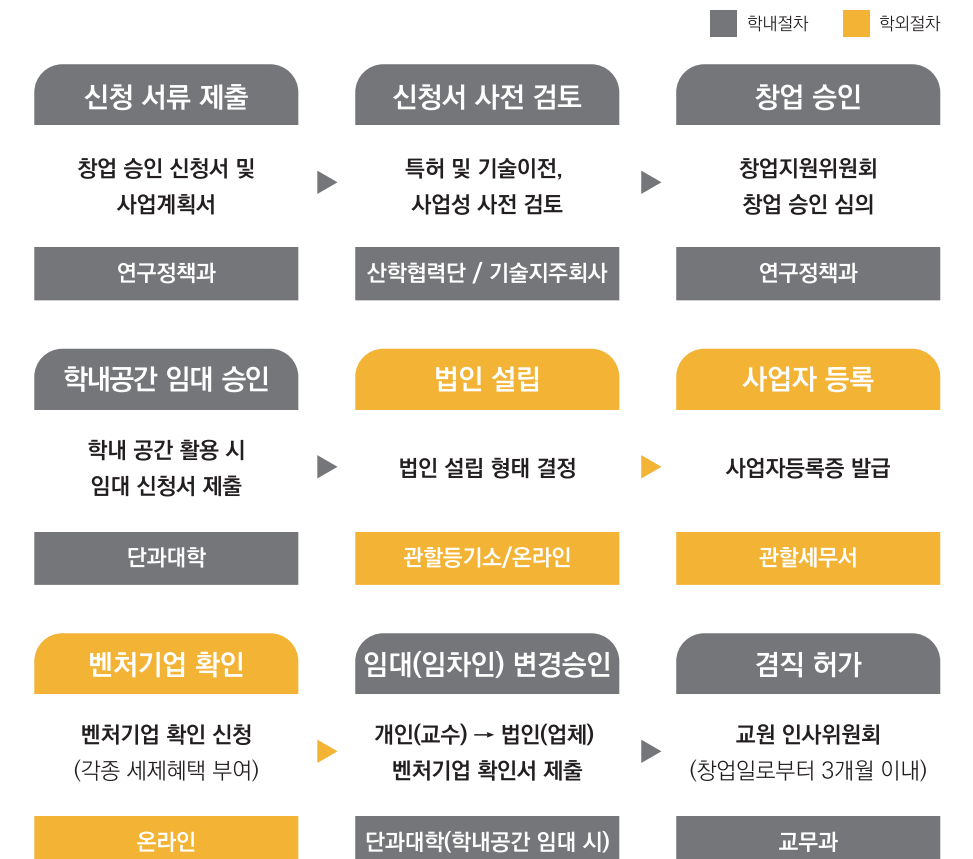 학내절차 학외절차
신청 서류 제출
창업 승인 신청서 및
사업계획서
연구정책과
신청서 사전 검토
특허 및 기술이전,
사업성 사전 검토
산학협력단 / 기술지주회사
창업 승인
창업지원위원회
창업 승인 심의
연구정책과
학내공간 임대 승인
학내 공간 활용 시
임대 신청서 제출
단과대학
법인 설립
법인 설립 형태 결정
관할등기소/온라인
사업자 등록
사업자등록증 발급
관할세무서
벤처기업 확인
벤처기업 확인 신청
(각종 세제혜택 부여)
온라인
임대(임차인) 변경승인
개인(교수) → 법인(업체)
벤처기업 확인서 제출
단과대학(학내공간 임대 시)
겸직 허가
교원 인사위원회
(창업일로부터 3개월 이내)
교무과